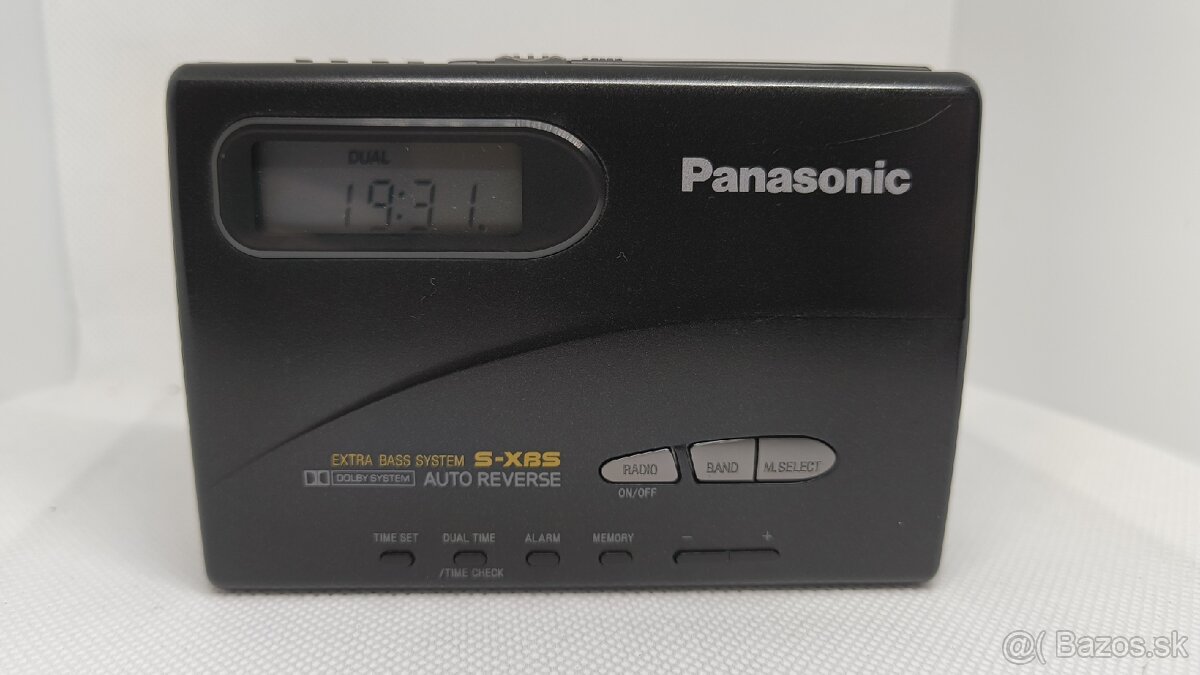 DUAL
19:31.
Panasonic
EXTRA BASS SYSTEM S-XBS
DOLBY SYSTEM AUTO REVERSE
RADIO BAND M.SELECT
ON/OFF
TIME SET DUAL TIME ALARM MEMORY - +
/TIME CHECK
@( Bazos.sk